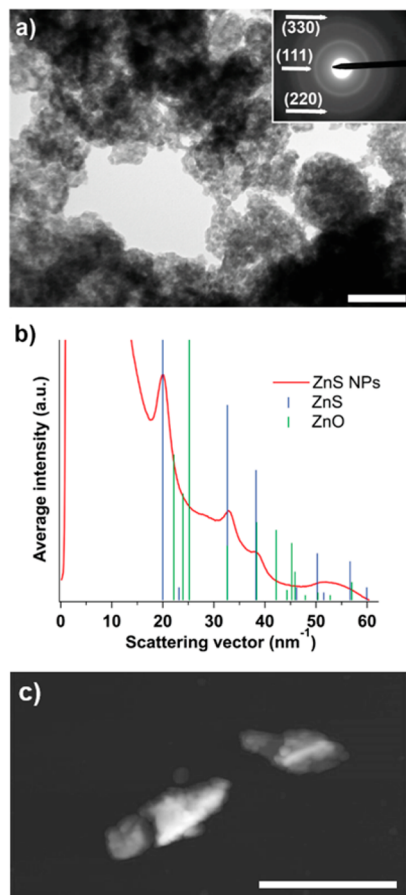 a)
(330)
(111)
(220)
b)
Average intensity (a.u.)
ZnS NPs
ZnS
ZnO
0 10 20 30 40 50 60
Scattering vector (nm⁻¹)
c)